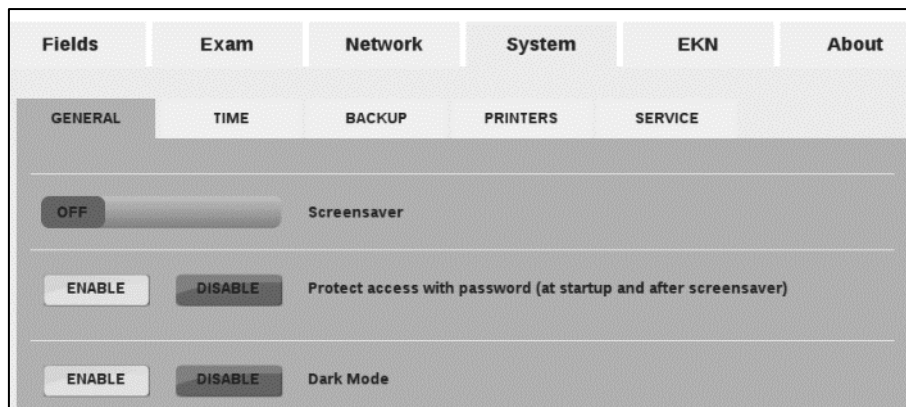 Fields Exam Network System EKN About
GENERAL TIME BACKUP PRINTERS SERVICE
OFF Screensaver
ENABLE DISABLE Protect access with password (at startup and after screensaver)
ENABLE DISABLE Dark Mode